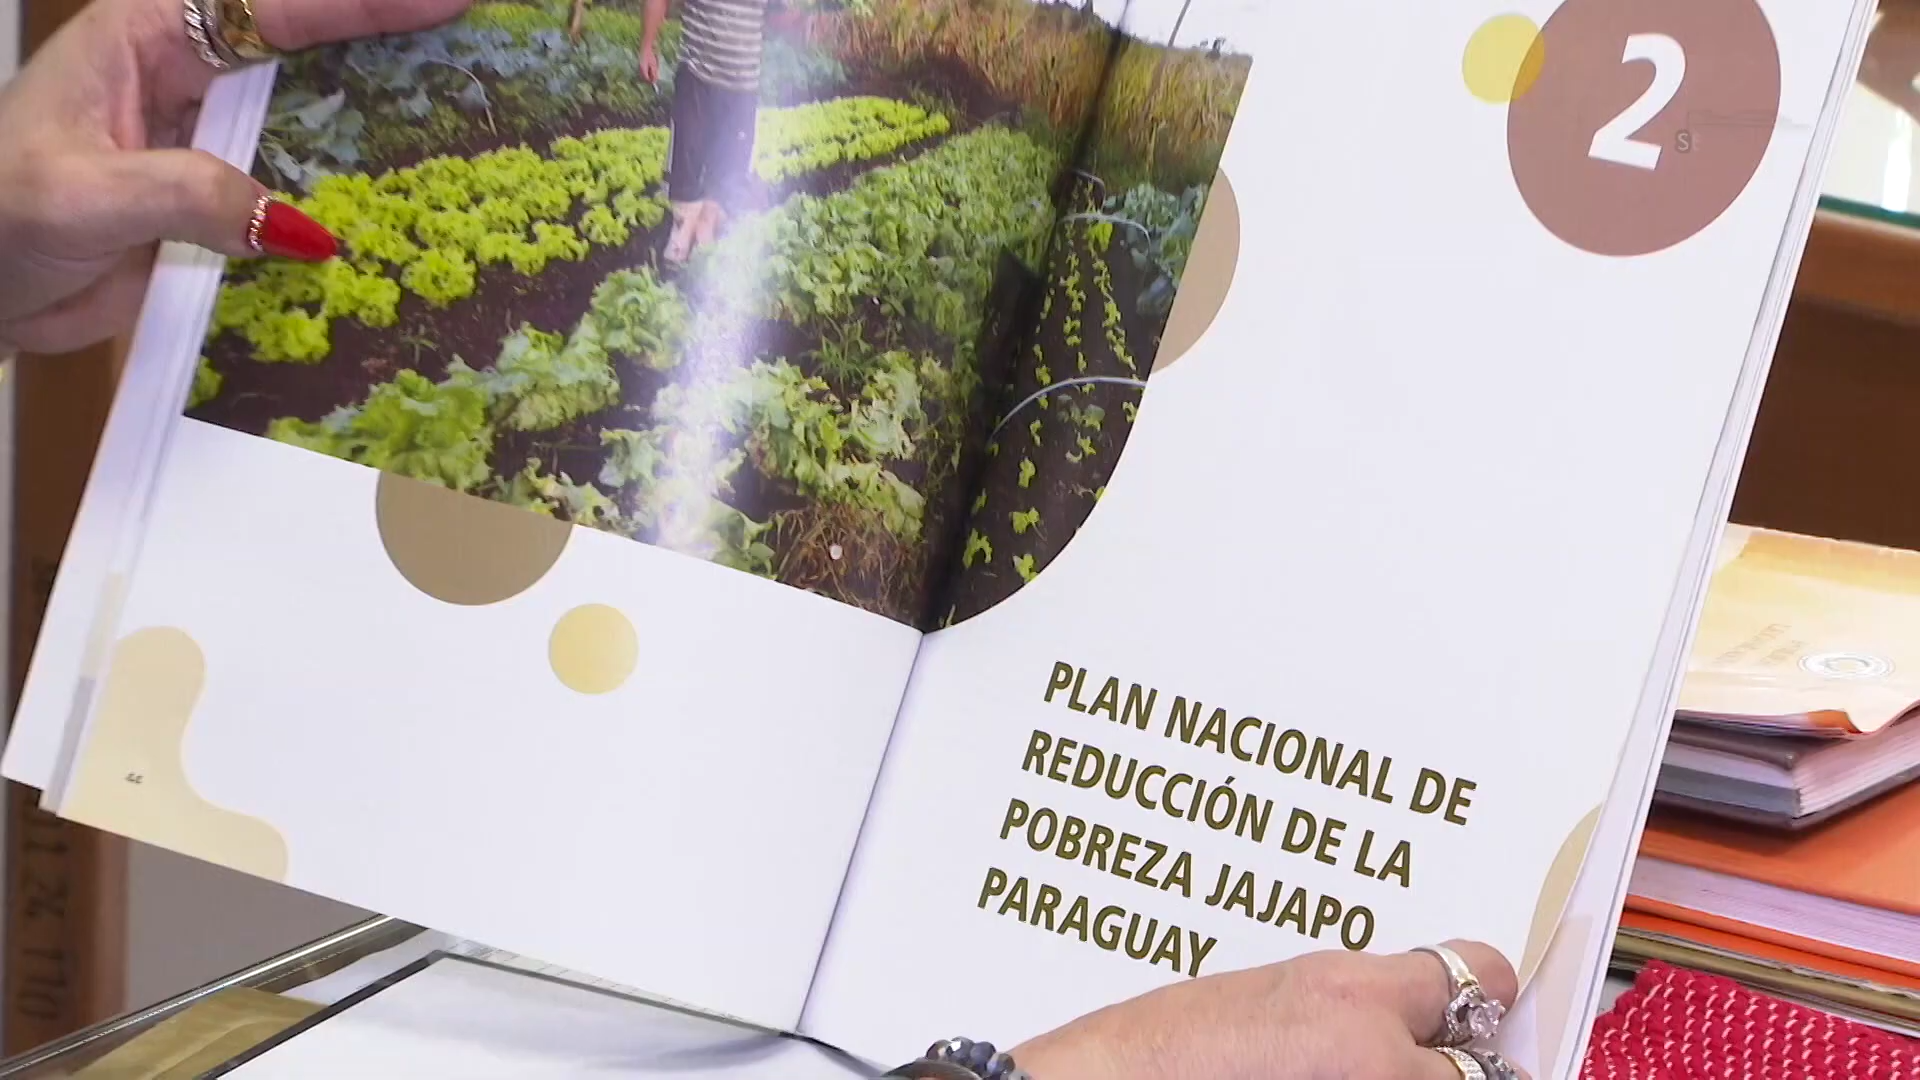 2
PLAN NACIONAL DE
REDUCCIÓN DE LA
POBREZA JAJAPO
PARAGUAY